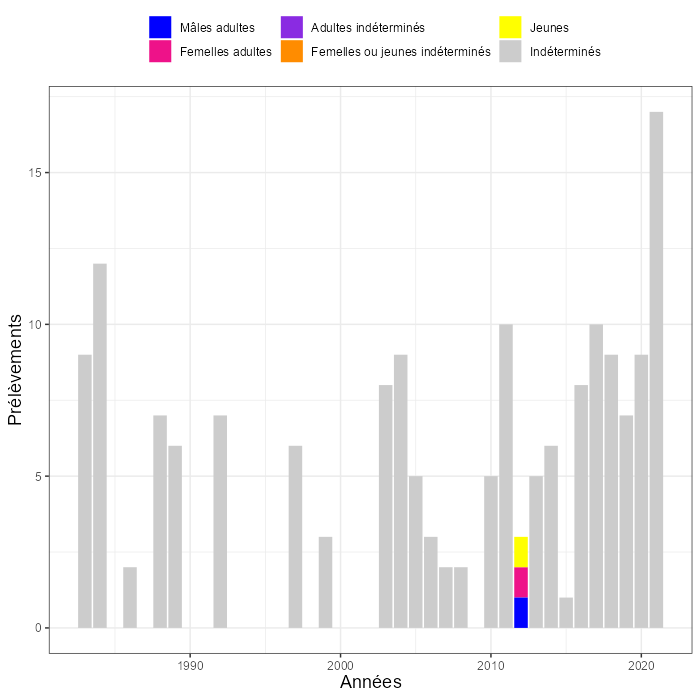 Mâles adultes Adultes indéterminés Jeunes
Femelles adultes Femelles ou jeunes indéterminés Indéterminés
15
10
5
0
Prélèvements
1990 2000 2010 2020
Années